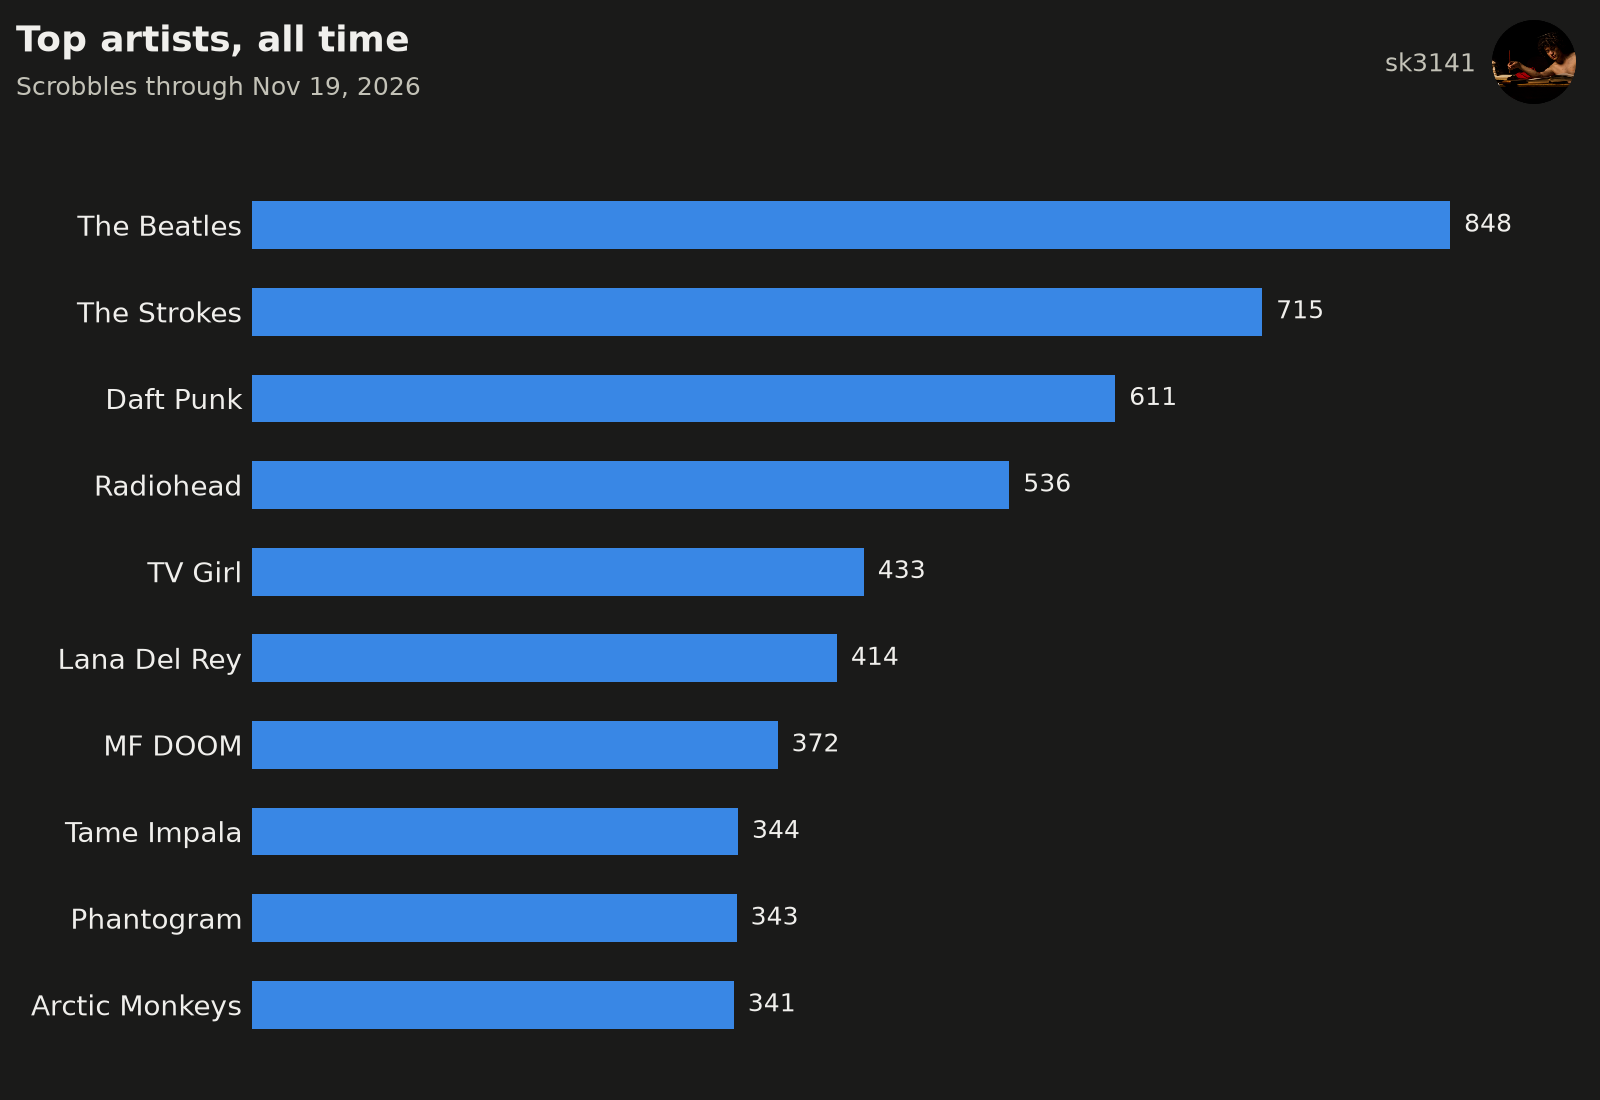 Top artists, all time
Scrobbles through Nov 19, 2026
sk3141
The Beatles 848
The Strokes 715
Daft Punk 611
Radiohead 536
TV Girl 433
Lana Del Rey 414
MF DOOM 372
Tame Impala 344
Phantogram 343
Arctic Monkeys 341